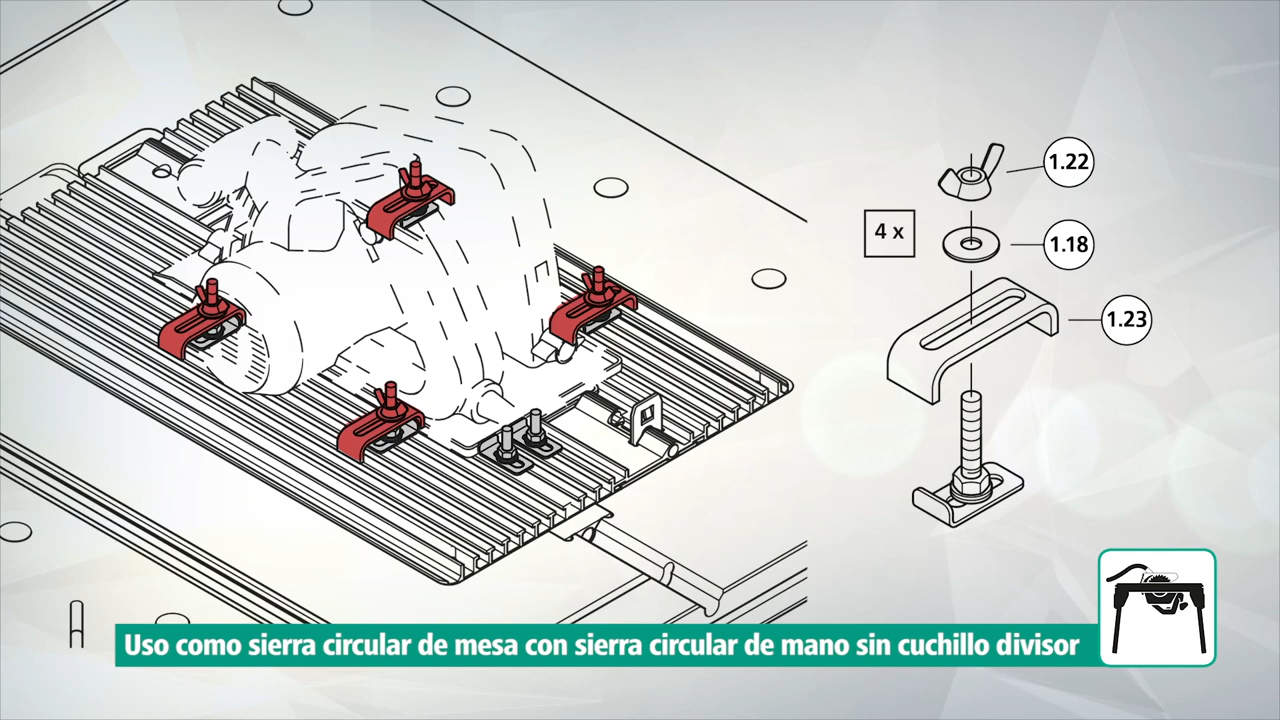 1.22
4 x
1.18
1.23
Uso como sierra circular de mesa con sierra circular de mano sin cuchillo divisor